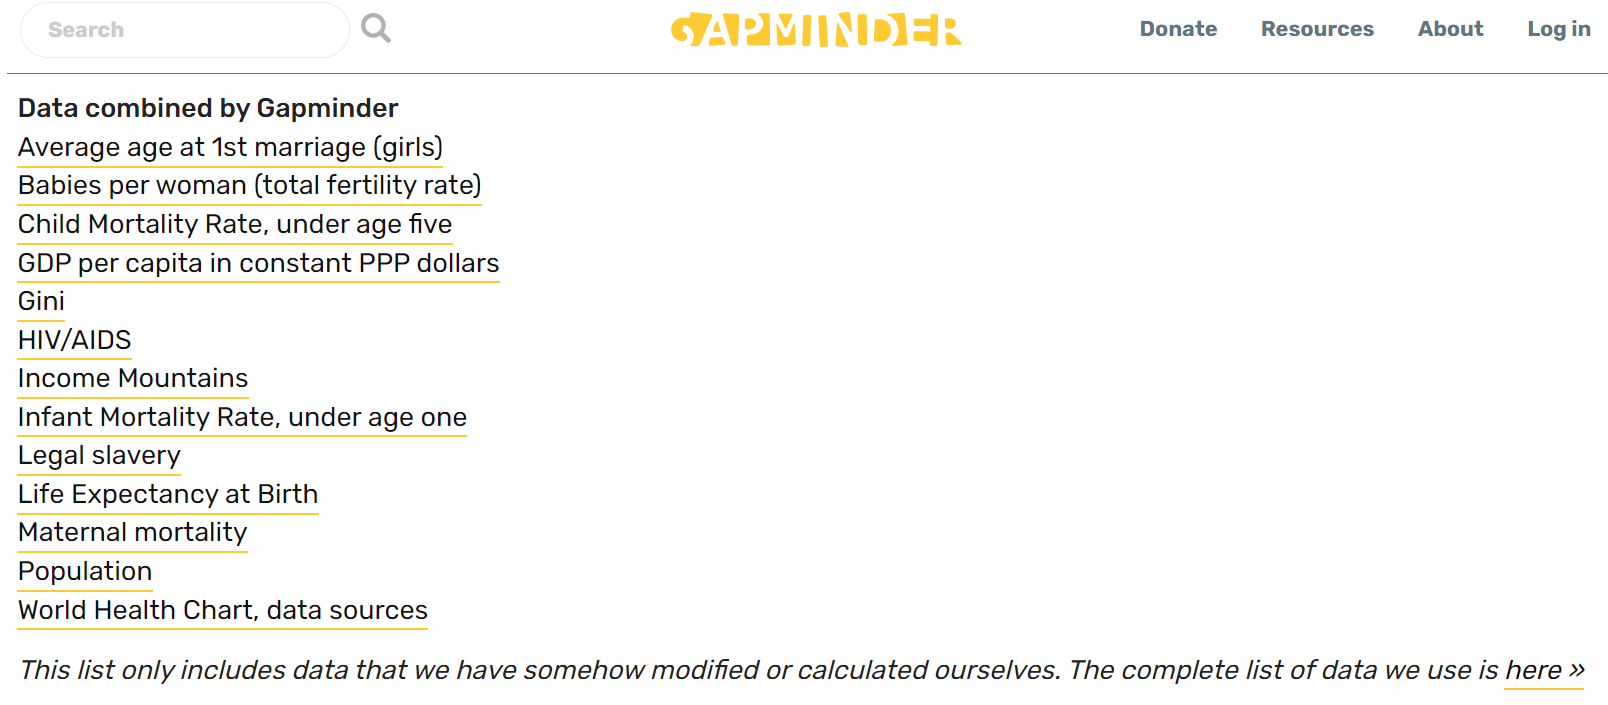 Search
GAPMINDER
Donate Resources About Log in
Data combined by Gapminder
Average age at 1st marriage (girls)
Babies per woman (total fertility rate)
Child Mortality Rate, under age five
GDP per capita in constant PPP dollars
Gini
HIV/AIDS
Income Mountains
Infant Mortality Rate, under age one
Legal slavery
Life Expectancy at Birth
Maternal mortality
Population
World Health Chart, data sources
This list only includes data that we have somehow modified or calculated ourselves. The complete list of data we use is here »